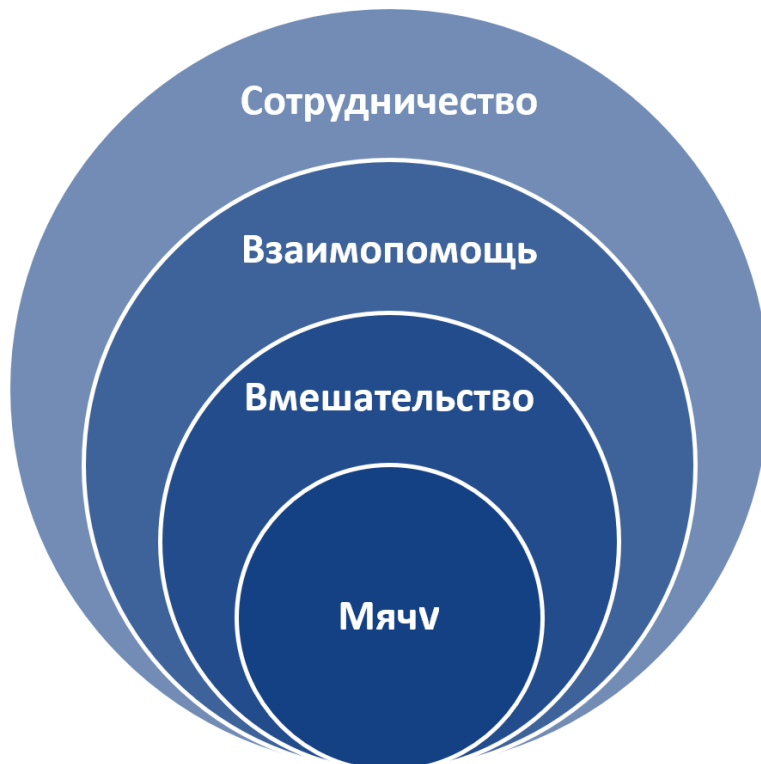 Сотрудничество
Взаимопомощь
Вмешательство
Мячv